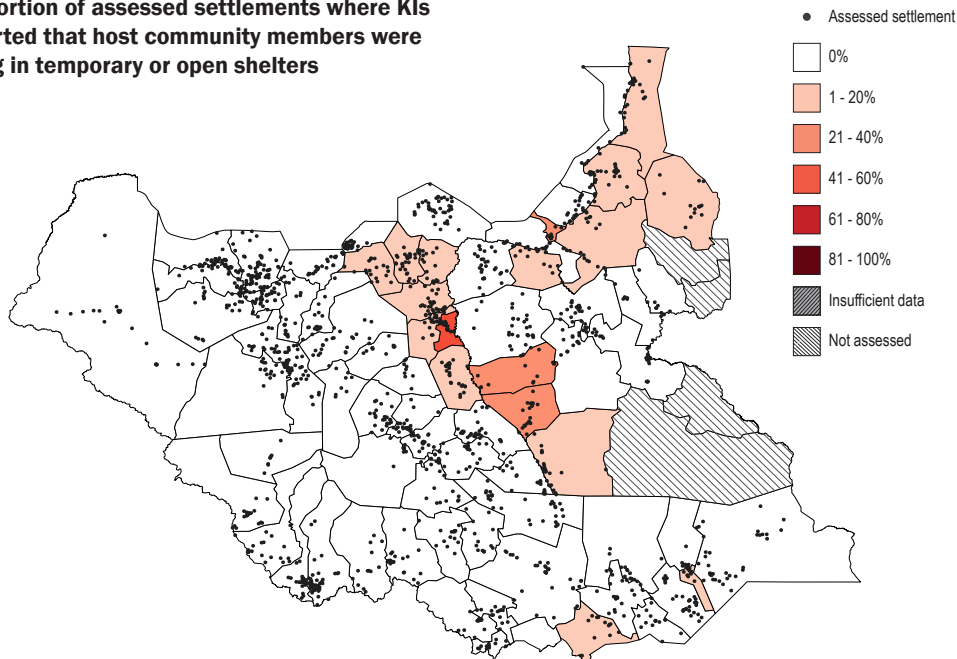 ortion of assessed settlements where KIs
rted that host community members were
g in temporary or open shelters
Assessed settlement
0%
1 - 20%
21 - 40%
41 - 60%
61 - 80%
81 - 100%
Insufficient data
Not assessed